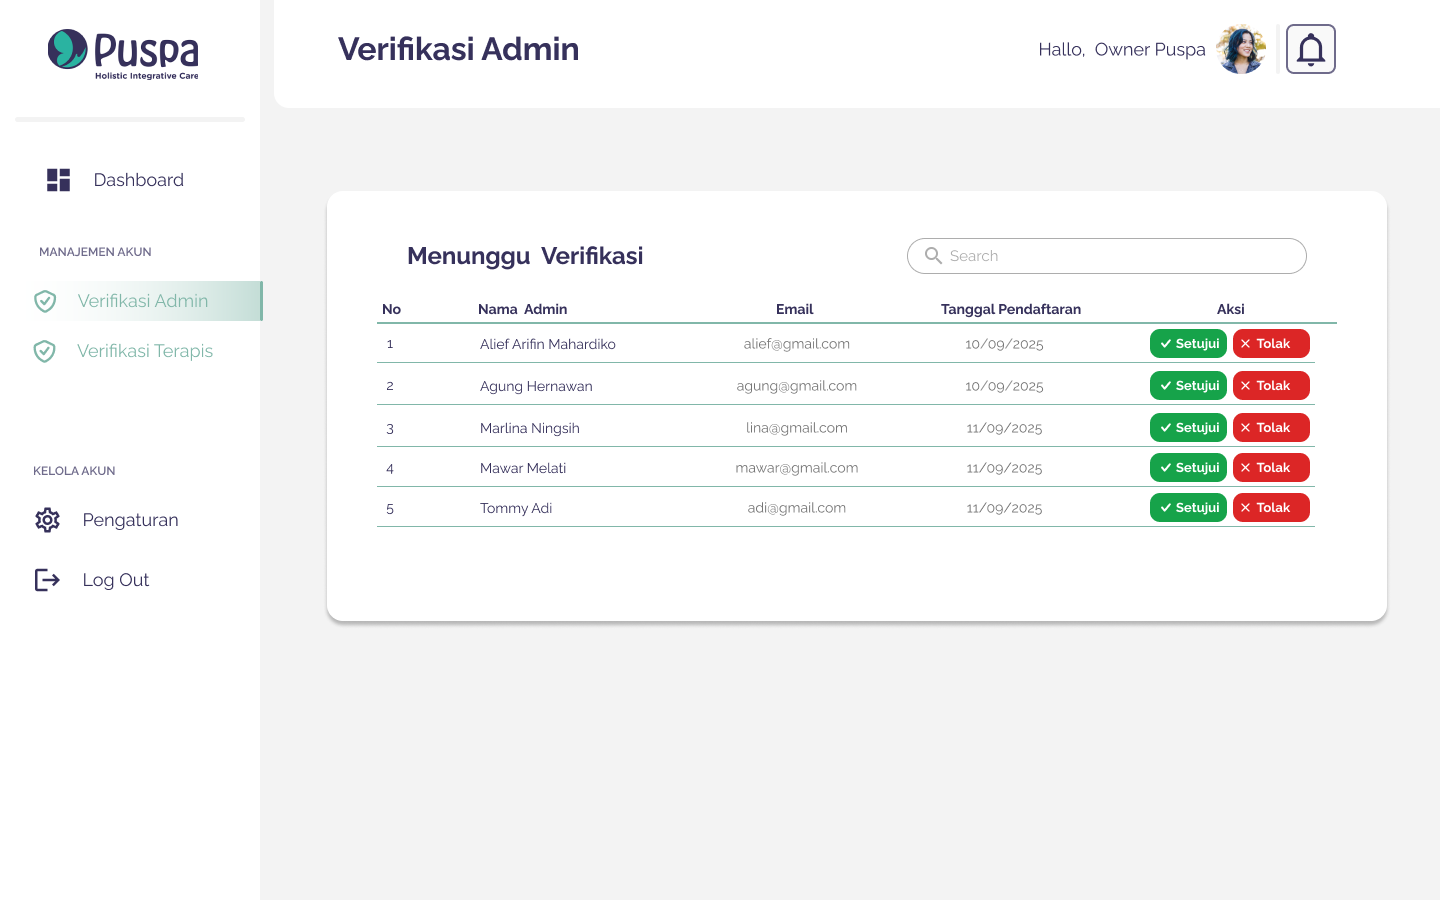 Puspa
Holistic Integrative Care
Verifikasi Admin
Hallo, Owner Puspa
Dashboard
MANAJEMEN AKUN
Verifikasi Admin
Verifikasi Terapis
KELOLA AKUN
Pengaturan
Log Out
Menunggu Verifikasi
Search
No Nama Admin Email Tanggal Pendaftaran Aksi
1 Alief Arifin Mahardiko alief@gmail.com 10/09/2025 Setujui Tolak
2 Agung Hernawan agung@gmail.com 10/09/2025 Setujui Tolak
3 Marlina Ningsih lina@gmail.com 11/09/2025 Setujui Tolak
4 Mawar Melati mawar@gmail.com 11/09/2025 Setujui Tolak
5 Tommy Adi adi@gmail.com 11/09/2025 Setujui Tolak